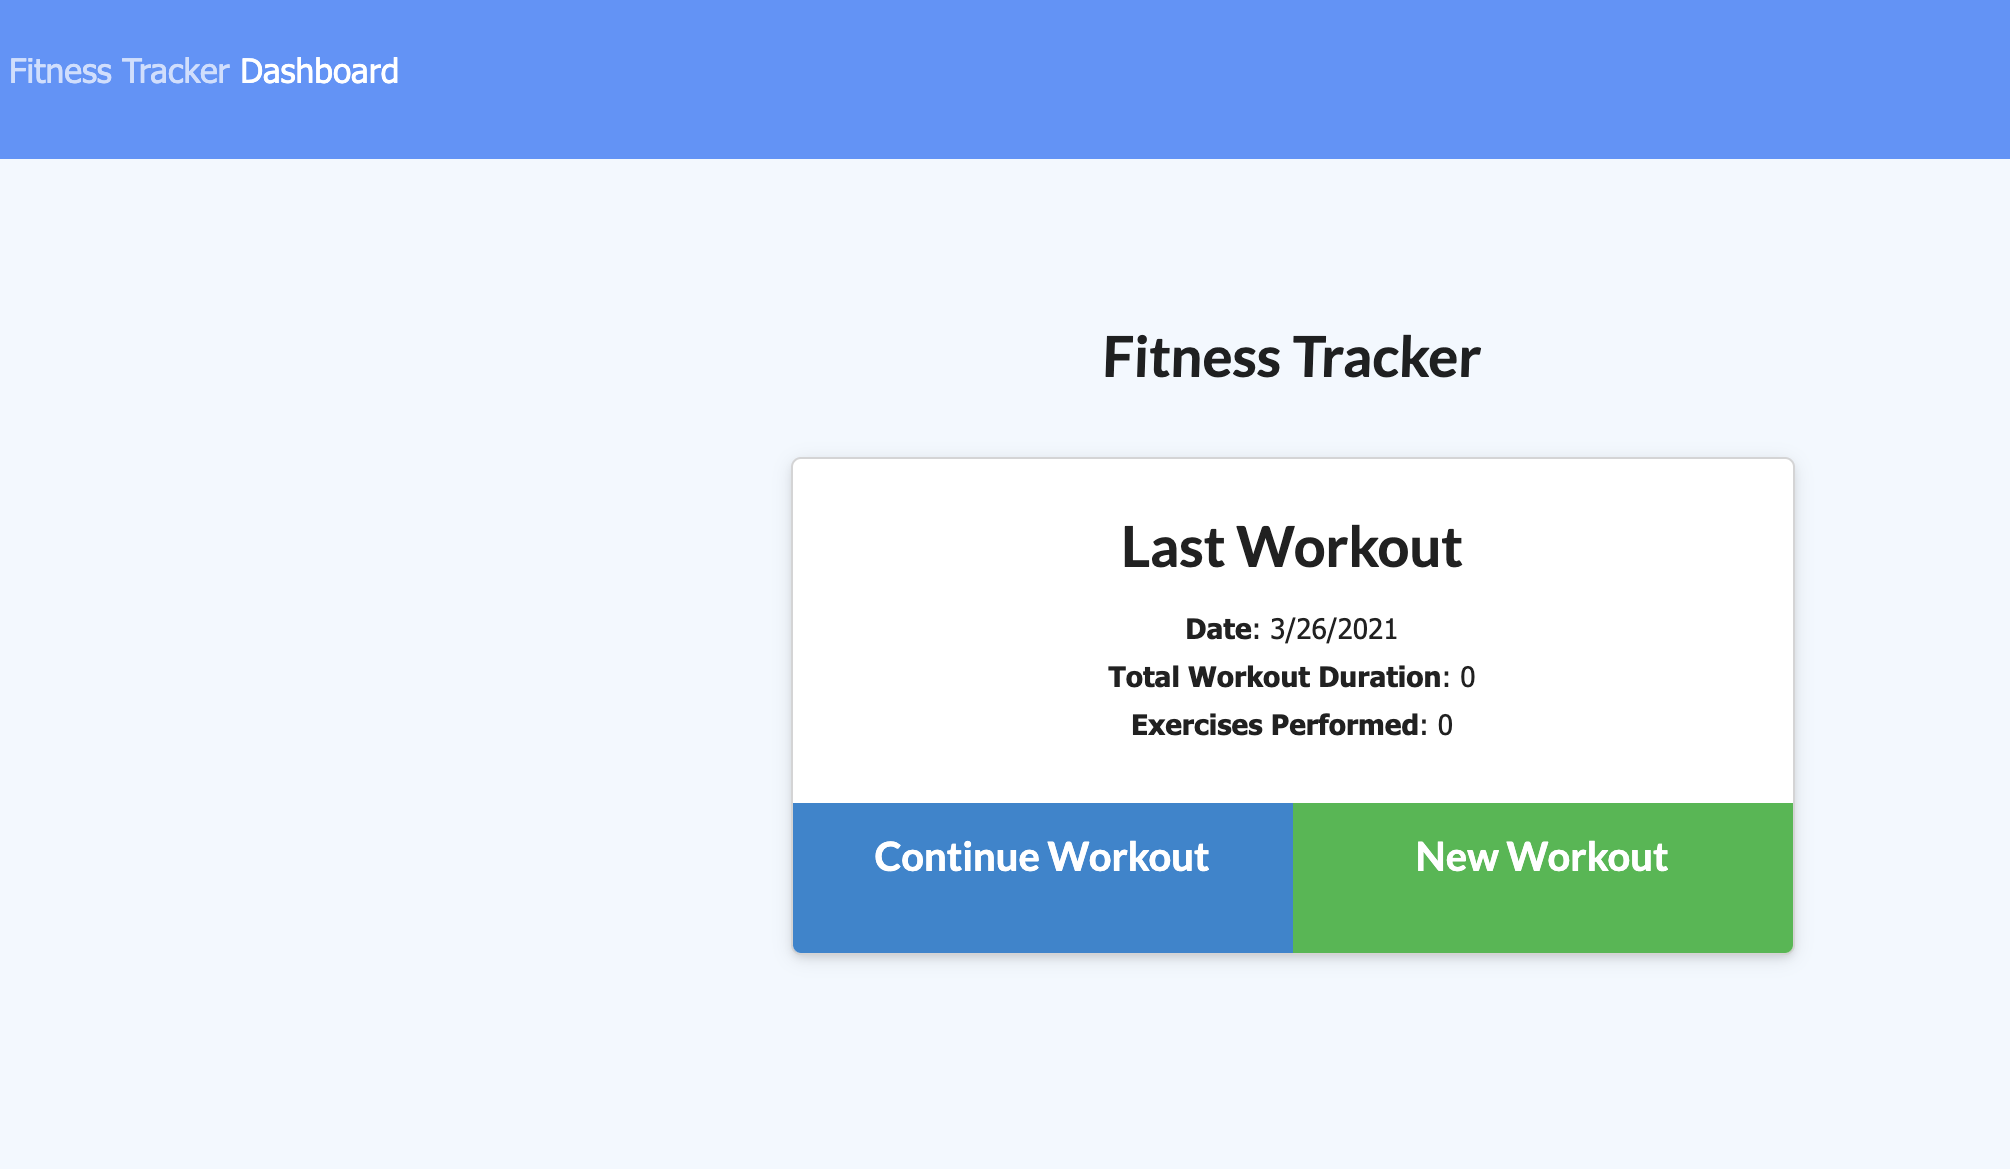 Fitness Tracker Dashboard
Fitness Tracker
Last Workout
Date: 3/26/2021
Total Workout Duration: 0
Exercises Performed: 0
Continue Workout New Workout